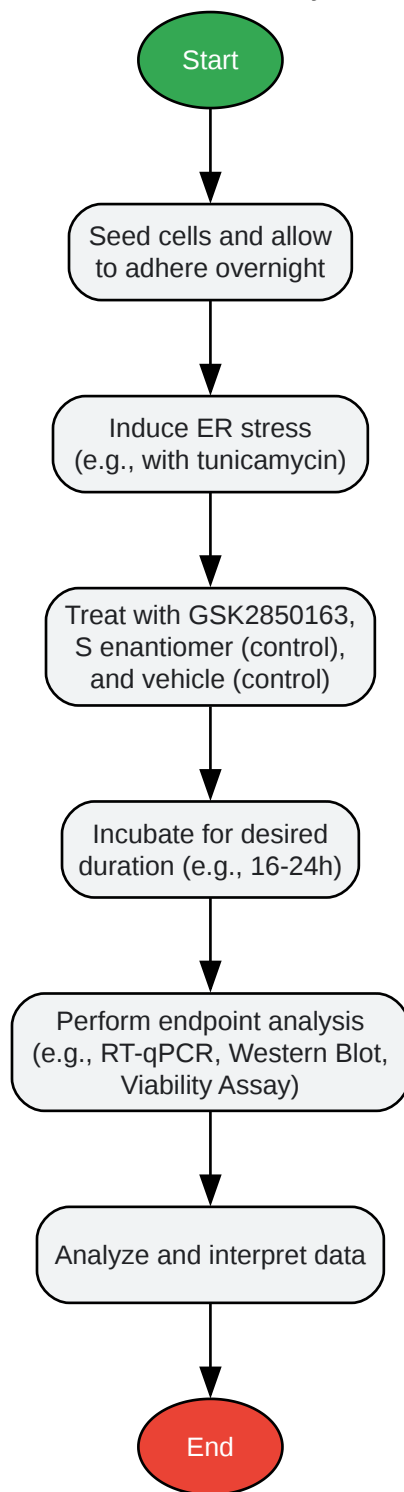 Start
Seed cells and allow
to adhere overnight
Induce ER stress
(e.g., with tunicamycin)
Treat with GSK2850163,
S enantiomer (control),
and vehicle (control)
Incubate for desired
duration (e.g., 16-24h)
Perform endpoint analysis
(e.g., RT-qPCR, Western Blot,
Viability Assay)
Analyze and interpret data
End